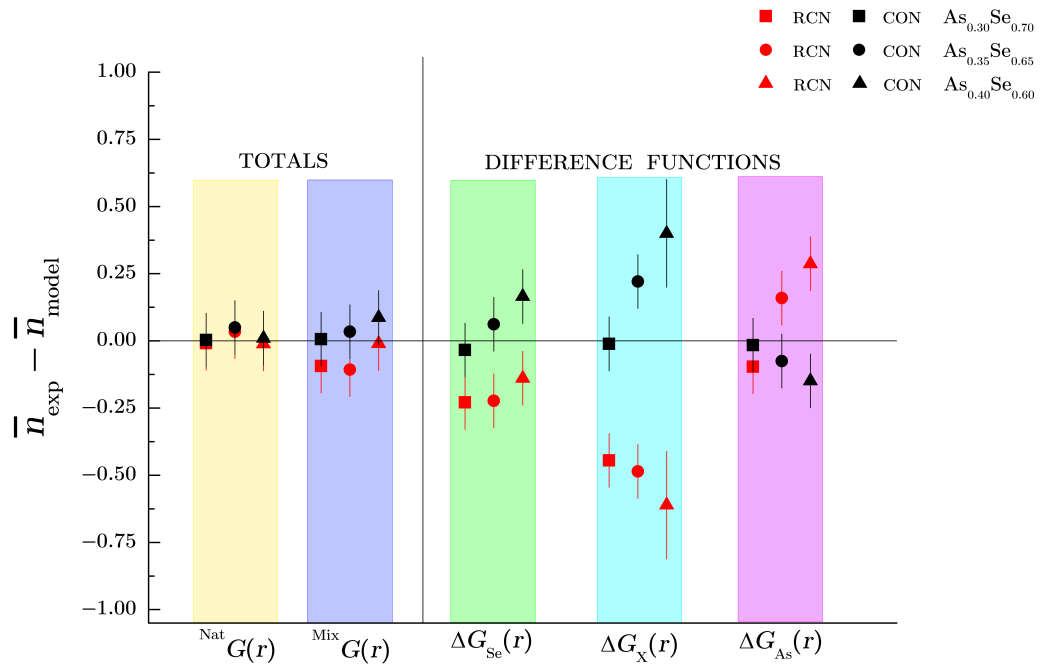 RCN CON As0.30Se0.70
RCN CON As0.35Se0.65
RCN CON As0.40Se0.60
1.00
0.75
TOTALS DIFFERENCE FUNCTIONS
0.50
0.25
0.00
−0.25
−0.50
−0.75
−1.00
n̅exp − n̅model
NatG(r) MixG(r) ΔGSe(r) ΔGX(r) ΔGAs(r)